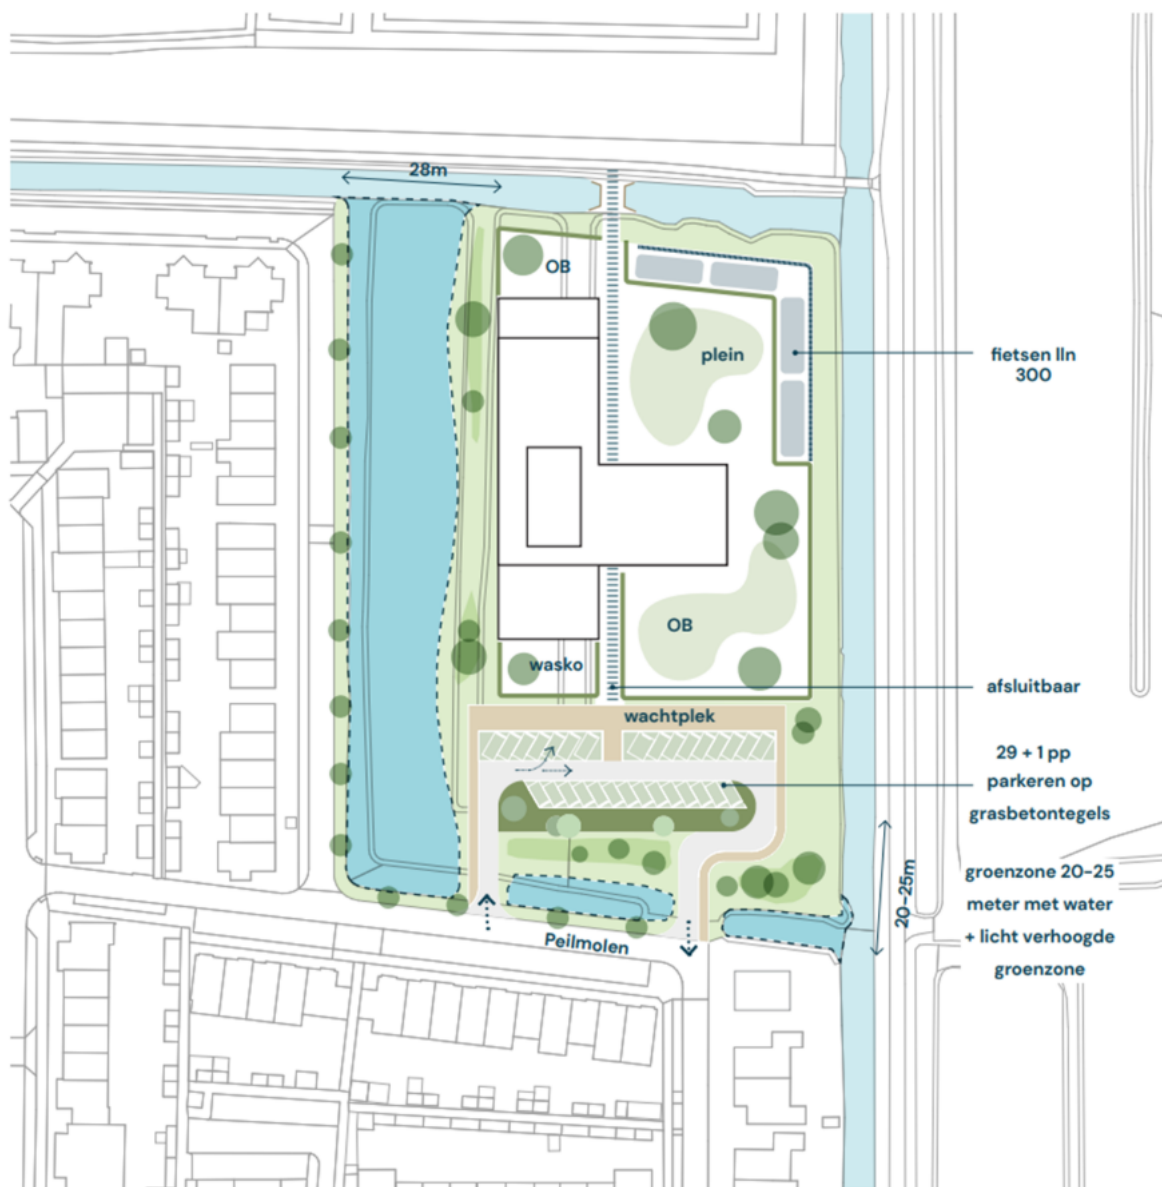 28m
OB
plein
fietsen lln
300
OB
wasko
afsluitbaar
wachtplek
29 + 1 pp
parkeren op
grasbetontegels
20-25m
groenzone 20-25
meter met water
+ licht verhoogde
groenzone
Peilmolen